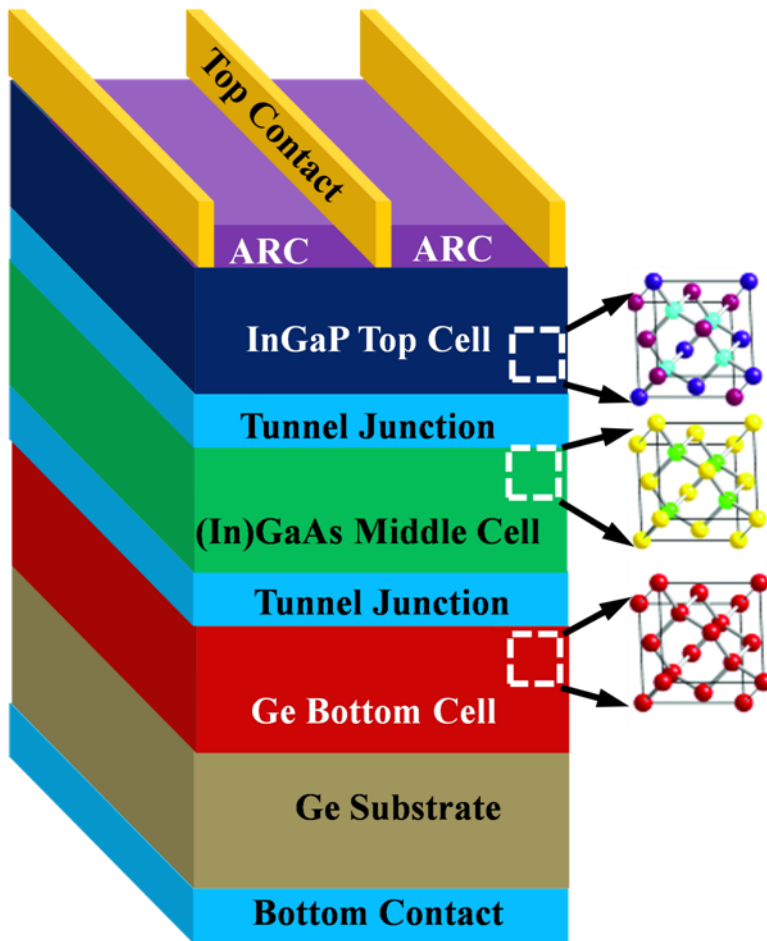 Top Contact
ARC
ARC
InGaP Top Cell
Tunnel Junction
(In)GaAs Middle Cell
Tunnel Junction
Ge Bottom Cell
Ge Substrate
Bottom Contact